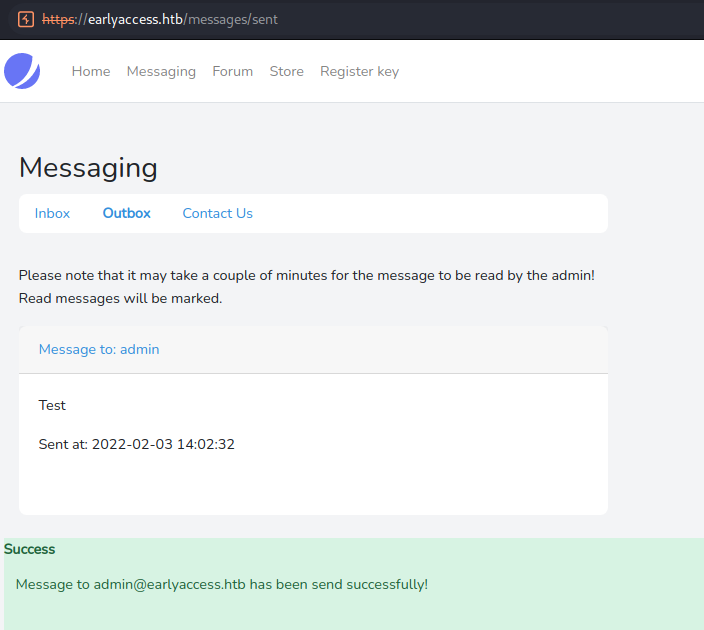 https://earlyaccess.htb/messages/sent
Home Messaging Forum Store Register key
Messaging
Inbox Outbox Contact Us
Please note that it may take a couple of minutes for the message to be read by the admin!
Read messages will be marked.
Message to: admin
Test
Sent at: 2022-02-03 14:02:32
Success
Message to admin@earlyaccess.htb has been send successfully!